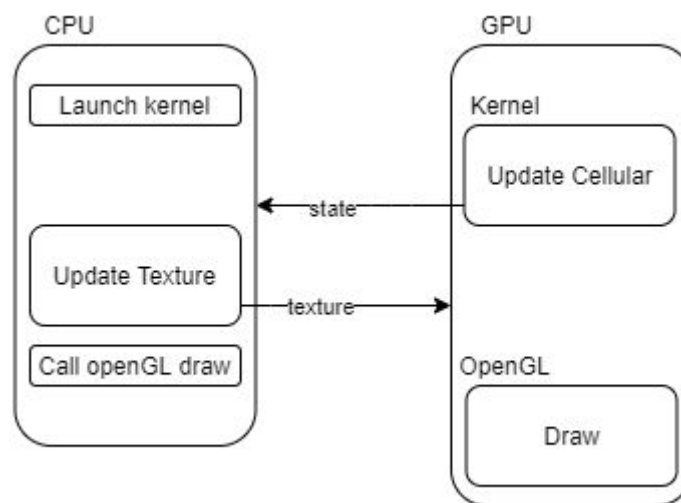 CPU
GPU
Launch kernel
Kernel
Update Cellular
state
Update Texture
texture
Call openGL draw
OpenGL
Draw